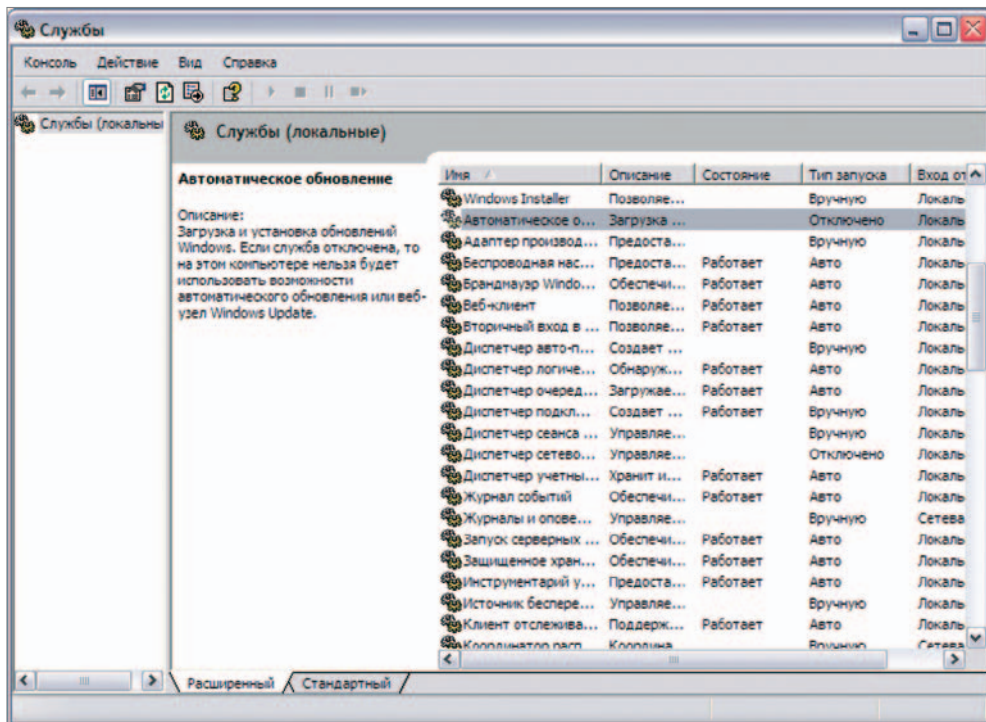 Службы
Консоль Действие Вид Справка
Службы (локальны
Службы (локальные)
Автоматическое обновление
Описание:
Загрузка и установка обновлений
Windows. Если служба отключена, то
на этом компьютере нельзя будет
использовать возможности
автоматического обновления или веб-
узел Windows Update.
Имя Описание Состояние Тип запуска Вход от
Windows Installer Позволяе... Вручную Локаль
Автоматическое о... Загрузка ... Отключено Локаль
Адаптер производ... Предоста... Вручную Локаль
Беспроводная нас... Предоста... Работает Авто Локаль
Брандмауэр Windo... Обеспечи... Работает Авто Локаль
Веб-клиент Позволяе... Работает Авто Локаль
Вторичный вход в ... Позволяе... Работает Авто Локаль
Диспетчер авто-п... Создает ... Вручную Локаль
Диспетчер логиче... Обнаруж... Работает Авто Локаль
Диспетчер очеред... Загружае... Работает Авто Локаль
Диспетчер подкл... Создает ... Работает Вручную Локаль
Диспетчер сеанса ... Управляе... Вручную Локаль
Диспетчер сетево... Управляе... Отключено Локаль
Диспетчер учетны... Хранит и... Работает Авто Локаль
Журнал событий Обеспечи... Работает Авто Локаль
Журналы и опове... Управляе... Вручную Сетева
Запуск серверных ... Обеспечи... Работает Авто Локаль
Защищенное хран... Обеспечи... Работает Авто Локаль
Инструментарий у... Предоста... Работает Авто Локаль
Источник беспере... Управляе... Вручную Локаль
Клиент отслежива... Поддерж... Работает Авто Локаль
Координатор расп Координа Вручную Сетева
Расширенный Стандартный